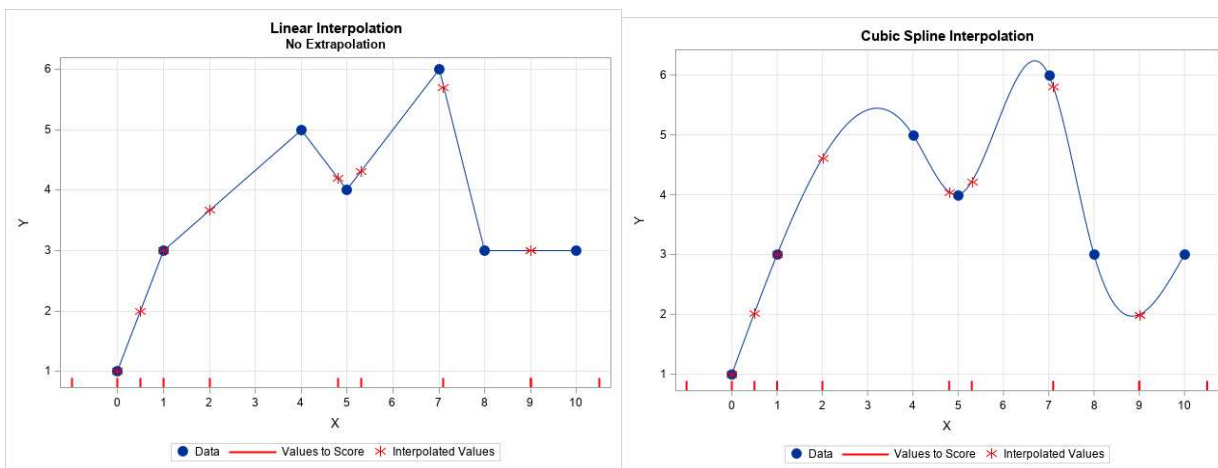 Linear Interpolation
No Extrapolation
6
5
4
3
2
1
Y
0 1 2 3 4 5 6 7 8 9 10
X
Data Values to Score Interpolated Values
Cubic Spline Interpolation
6
5
4
3
2
1
Y
0 1 2 3 4 5 6 7 8 9 10
X
Data Values to Score Interpolated Values